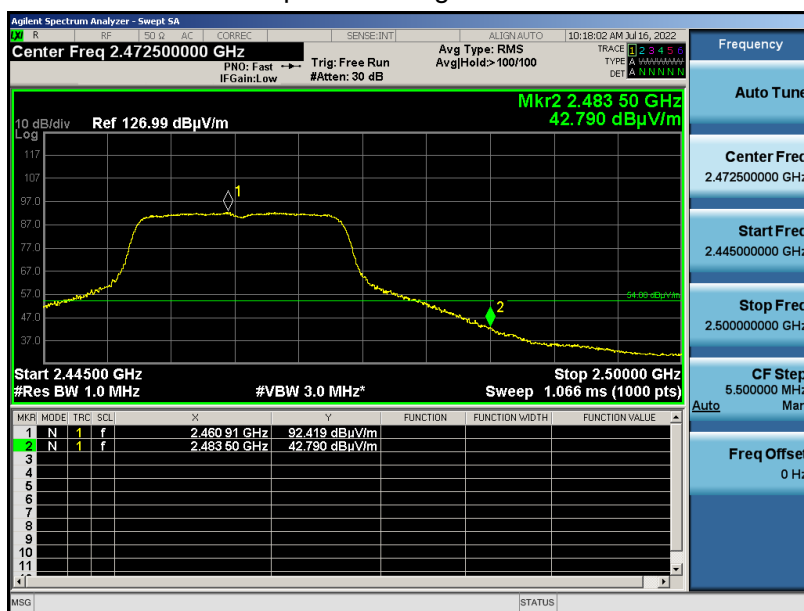 Agilent Spectrum Analyzer - Swept SA
LXI R RF 50 Ω AC CORREC SENSE:INT ALIGN AUTO 10:18:02 AM Jul 16, 2022
Center Freq 2.472500000 GHz
PNO: Fast
IFGain:Low
Trig: Free Run
#Atten: 30 dB
Avg Type: RMS
Avg|Hold:>100/100
TRACE 1 2 3 4 5 6
TYPE A
DET A N N N N N
Mkr2 2.483 50 GHz
42.790 dBµV/m
10 dB/div Ref 126.99 dBµV/m
Log
117
107
97.0
87.0
77.0
67.0
57.0
47.0
37.0
1
2
54.00 dBµV/m
Start 2.44500 GHz Stop 2.50000 GHz
#Res BW 1.0 MHz #VBW 3.0 MHz* Sweep 1.066 ms (1000 pts)
MKR MODE TRC SCL X Y FUNCTION FUNCTION WIDTH FUNCTION VALUE
1 N 1 f 2.460 91 GHz 92.419 dBµV/m
2 N 1 f 2.483 50 GHz 42.790 dBµV/m
3
4
5
6
7
8
9
10
11
MSG STATUS
Frequency
Auto Tune
Center Freq
2.472500000 GHz
Start Freq
2.445000000 GHz
Stop Freq
2.500000000 GHz
CF Step
5.500000 MHz
Auto Man
Freq Offset
0 Hz